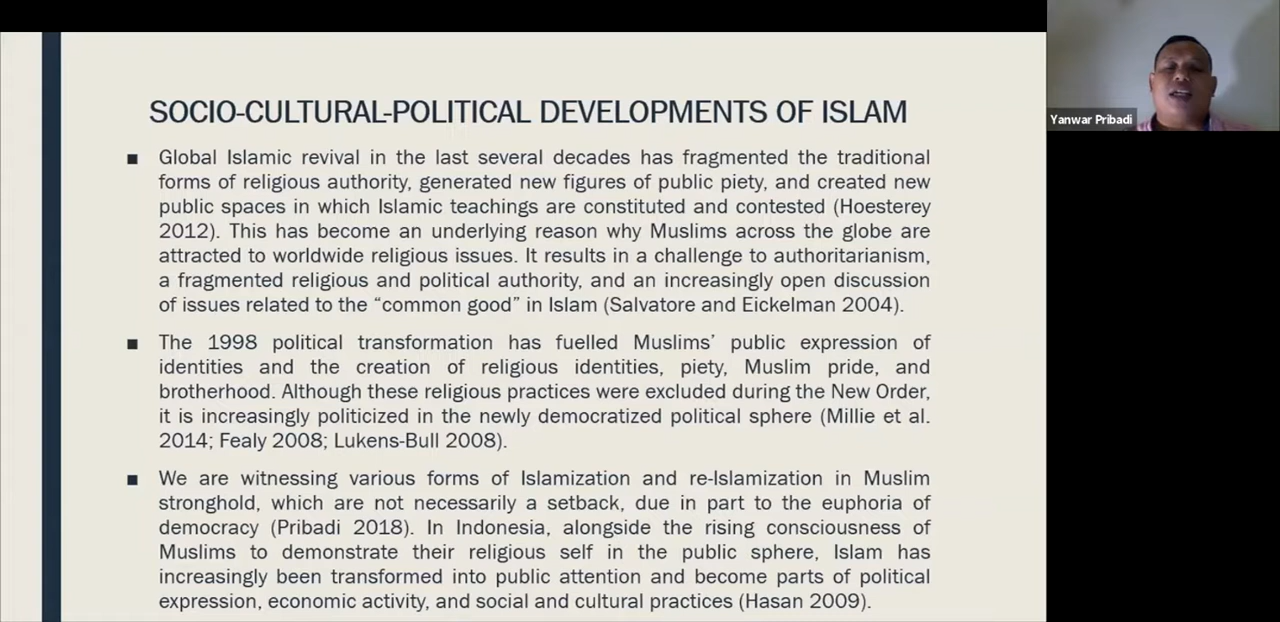 SOCIO-CULTURAL-POLITICAL DEVELOPMENTS OF ISLAM
■ Global Islamic revival in the last several decades has fragmented the traditional
forms of religious authority, generated new figures of public piety, and created new
public spaces in which Islamic teachings are constituted and contested (Hoesterey
2012). This has become an underlying reason why Muslims across the globe are
attracted to worldwide religious issues. It results in a challenge to authoritarianism,
a fragmented religious and political authority, and an increasingly open discussion
of issues related to the “common good” in Islam (Salvatore and Eickelman 2004).
■ The 1998 political transformation has fuelled Muslims’ public expression of
identities and the creation of religious identities, piety, Muslim pride, and
brotherhood. Although these religious practices were excluded during the New Order,
it is increasingly politicized in the newly democratized political sphere (Millie et al.
2014; Fealy 2008; Lukens-Bull 2008).
■ We are witnessing various forms of Islamization and re-Islamization in Muslim
stronghold, which are not necessarily a setback, due in part to the euphoria of
democracy (Pribadi 2018). In Indonesia, alongside the rising consciousness of
Muslims to demonstrate their religious self in the public sphere, Islam has
increasingly been transformed into public attention and become parts of political
expression, economic activity, and social and cultural practices (Hasan 2009).
Yanwar Pribadi